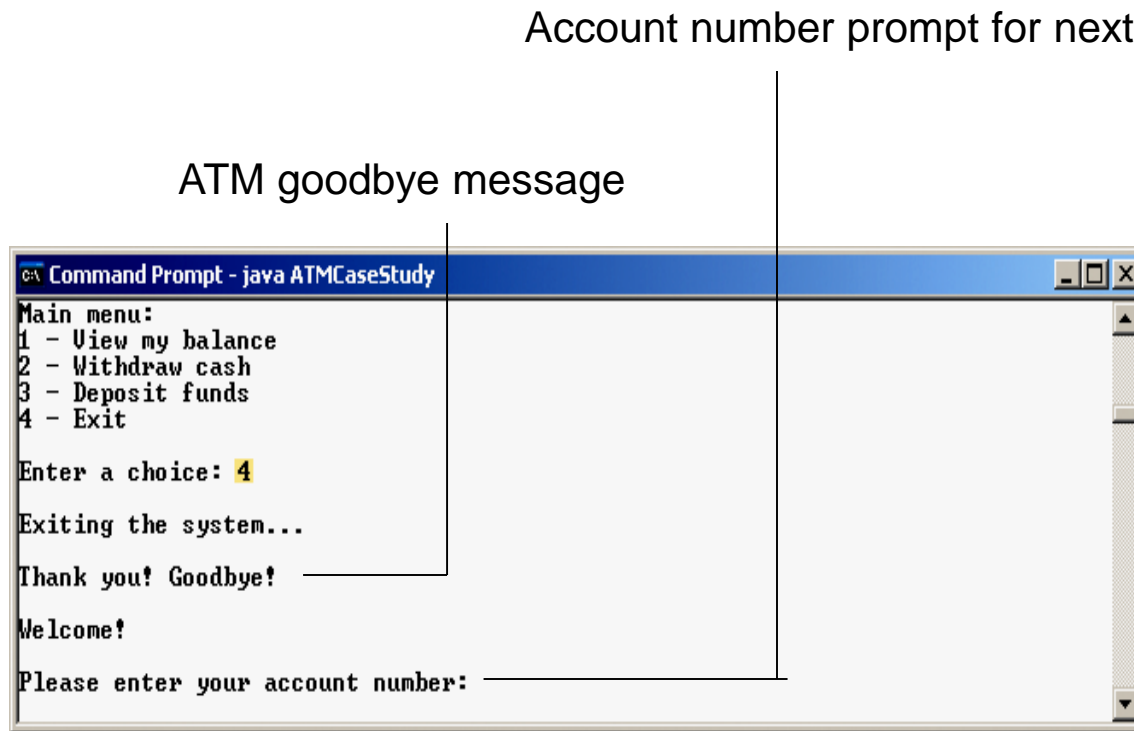 Account number prompt for next
ATM goodbye message
Command Prompt - java ATMCaseStudy
Main menu:
1 - View my balance
2 - Withdraw cash
3 - Deposit funds
4 - Exit
Enter a choice: 4
Exiting the system...
Thank you! Goodbye!
Welcome!
Please enter your account number: